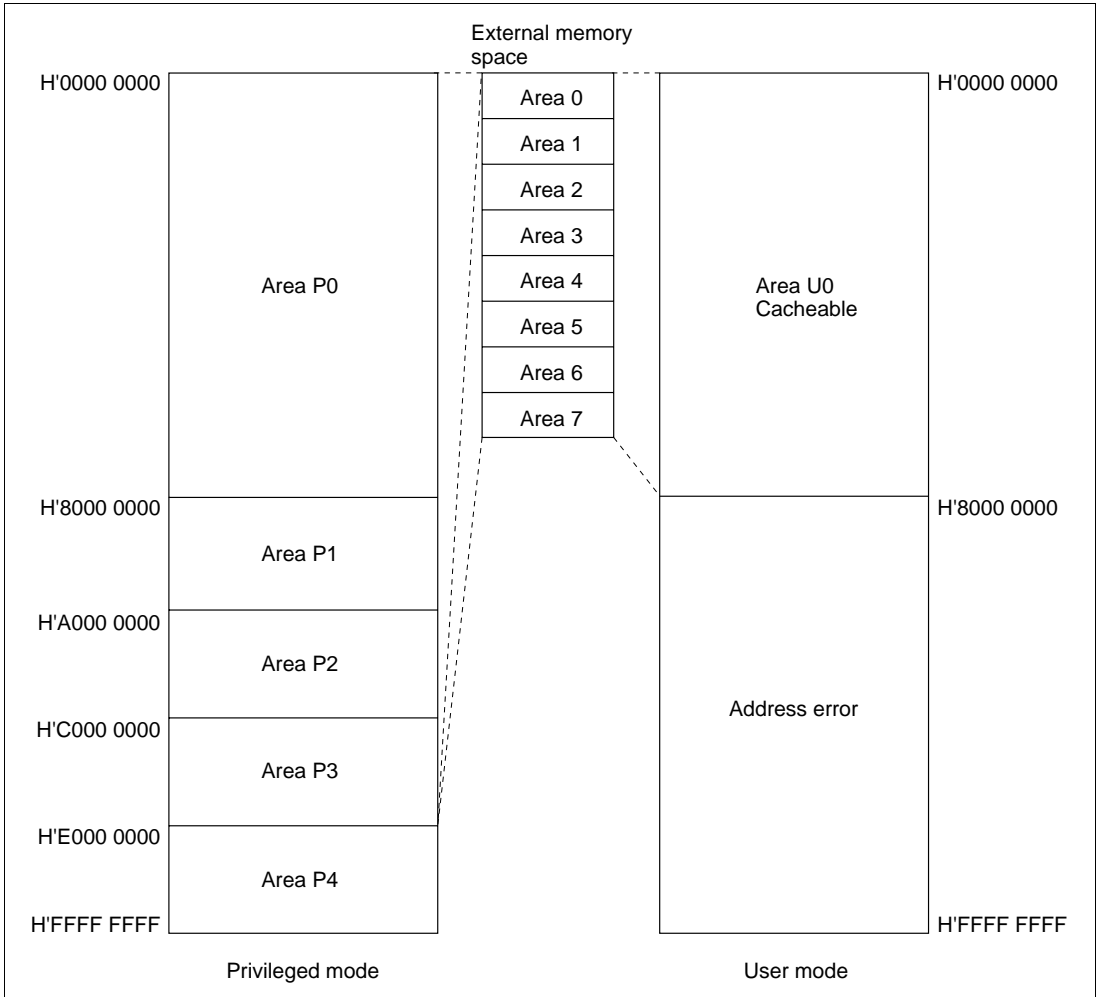 External memory
space
H'0000 0000
Area P0
H'8000 0000
Area P1
H'A000 0000
Area P2
H'C000 0000
Area P3
H'E000 0000
Area P4
H'FFFF FFFF
Privileged mode
Area 0
Area 1
Area 2
Area 3
Area 4
Area 5
Area 6
Area 7
H'0000 0000
Area U0
Cacheable
H'8000 0000
Address error
H'FFFF FFFF
User mode